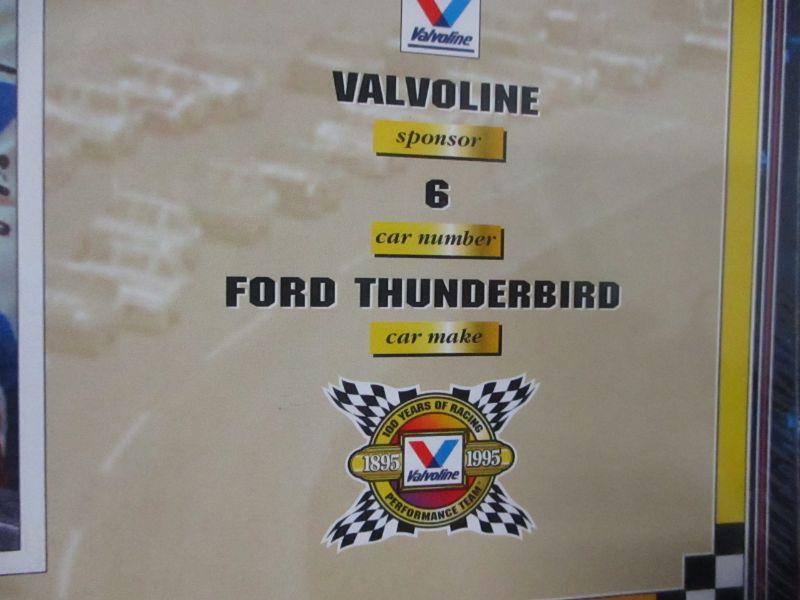 Valvoline
VALVOLINE
sponsor
6
car number
FORD THUNDERBIRD
car make
100 YEARS OF RACING
1895 1995
Valvoline
PERFORMANCE TEAM